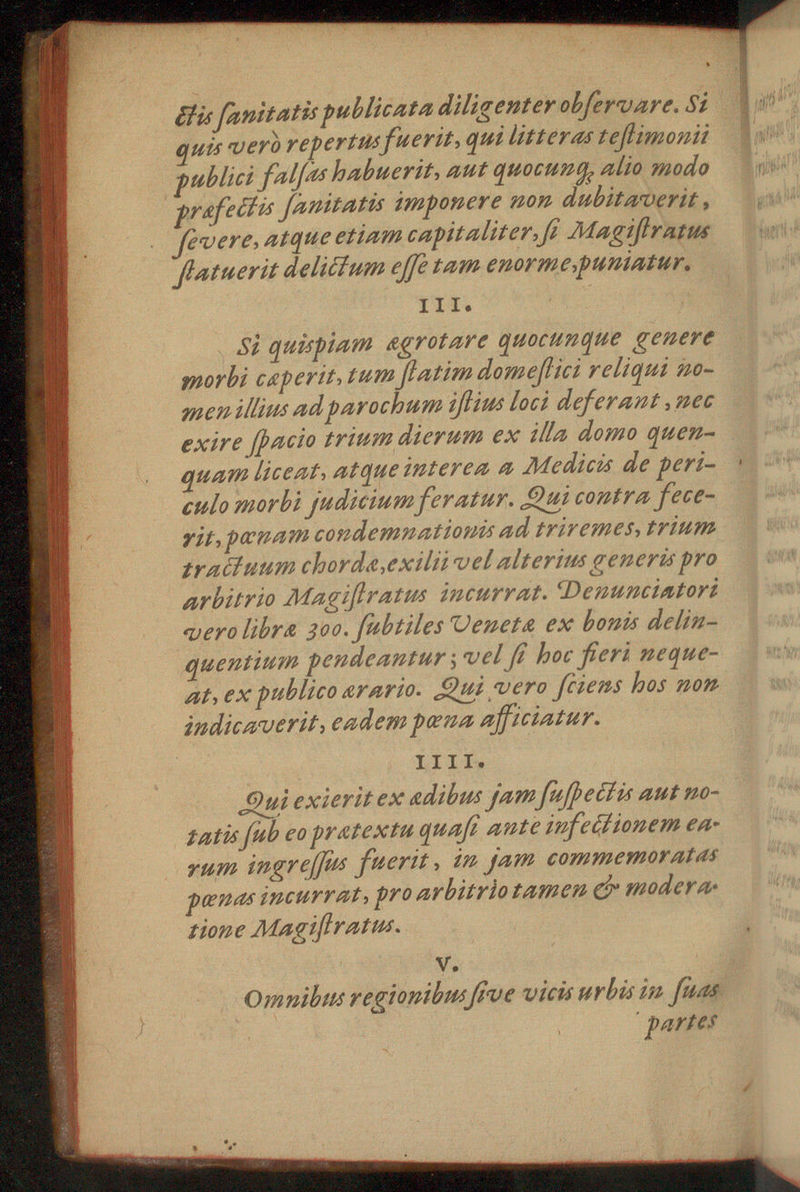 ctis ſanitatis publicata diligenter obſervare. Si
quis verò repertus fuerit, qui litteras teſtimonii
publici falſas habuerit, aut quocunq; alio modo
præfectis ſanitatis imponere non dubitaverit,
ſevere, atque etiam capitaliter, ſi Magiſtratus
ſtatuerit delictum eſſe tam enorme, puniatur.
III.
Si quispiam ægrotare quocunque genere
morbi cæperit, tum ſtatim domeſtici reliqui no-
men illius ad parochum iſtius loci deferant, nec
exire ſpacio trium dierum ex illa domo quen-
quam liceat, atque interea a Medicis de peri-
culo morbi judicium feratur. Qui contra fece-
rit, pœnam condemnationis ad triremes, trium
tractuum chordæ, exilii vel alterius generis pro
arbitrio Magiſtratus incurrat. Denunciatori
vero libræ 300. ſubtiles Venetæ ex bonis delin-
quentium pendeantur; vel ſi hoc fieri neque-
at, ex publico ærario. Qui vero ſciens hos non
indicaverit, eadem pœna afficiatur.
IIII.
Qui exierit ex ædibus jam ſuſpectis aut no-
tatis ſub eo prætextu quaſi ante infectionem ea-
rum ingreſſus fuerit, in jam commemoratas
pœnas incurrat, pro arbitrio tamen & modera-
tione Magiſtratus.
V.
Omnibus regionibus ſive vicis urbis in ſuas
partes